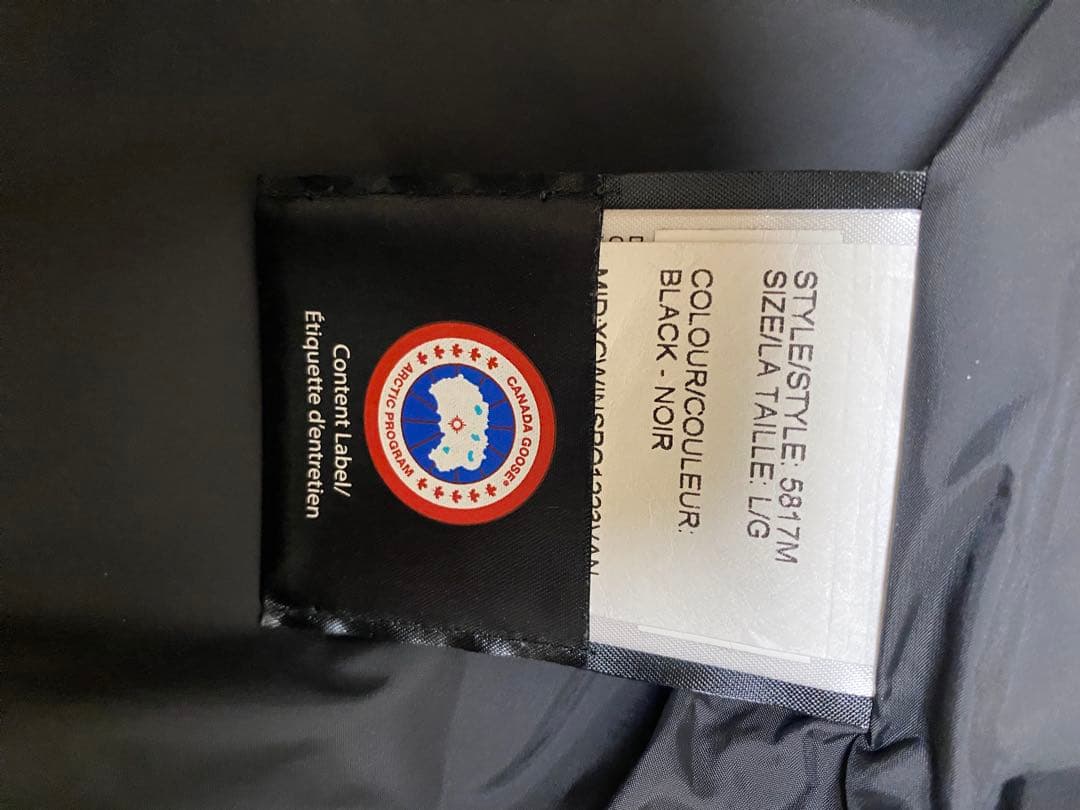 STYLE/STYLE: 5817M
SIZE/LA TAILLE: L/G
COLOUR/COULEUR:
BLACK - NOIR
CANADA GOOSE®
ARCTIC PROGRAM
Content Label/
Étiquette d'entretien